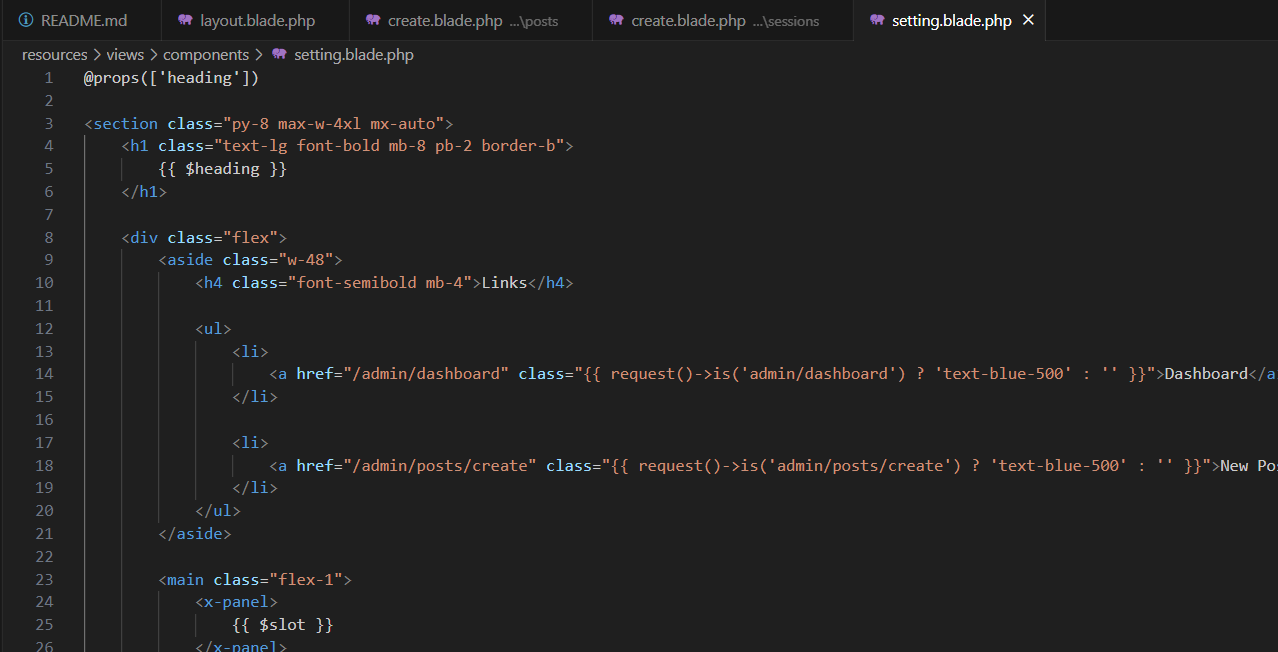 README.md layout.blade.php create.blade.php ...\posts create.blade.php ...\sessions setting.blade.php
resources > views > components > setting.blade.php
1 @props(['heading'])
2
3 <section class="py-8 max-w-4xl mx-auto">
4 <h1 class="text-lg font-bold mb-8 pb-2 border-b">
5 {{ $heading }}
6 </h1>
7
8 <div class="flex">
9 <aside class="w-48">
10 <h4 class="font-semibold mb-4">Links</h4>
11
12 <ul>
13 <li>
14 <a href="/admin/dashboard" class="{{ request()->is('admin/dashboard') ? 'text-blue-500' : '' }}">Dashboard</a
15 </li>
16
17 <li>
18 <a href="/admin/posts/create" class="{{ request()->is('admin/posts/create') ? 'text-blue-500' : '' }}">New Pos
19 </li>
20 </ul>
21 </aside>
22
23 <main class="flex-1">
24 <x-panel>
25 {{ $slot }}
26 </x-panel>